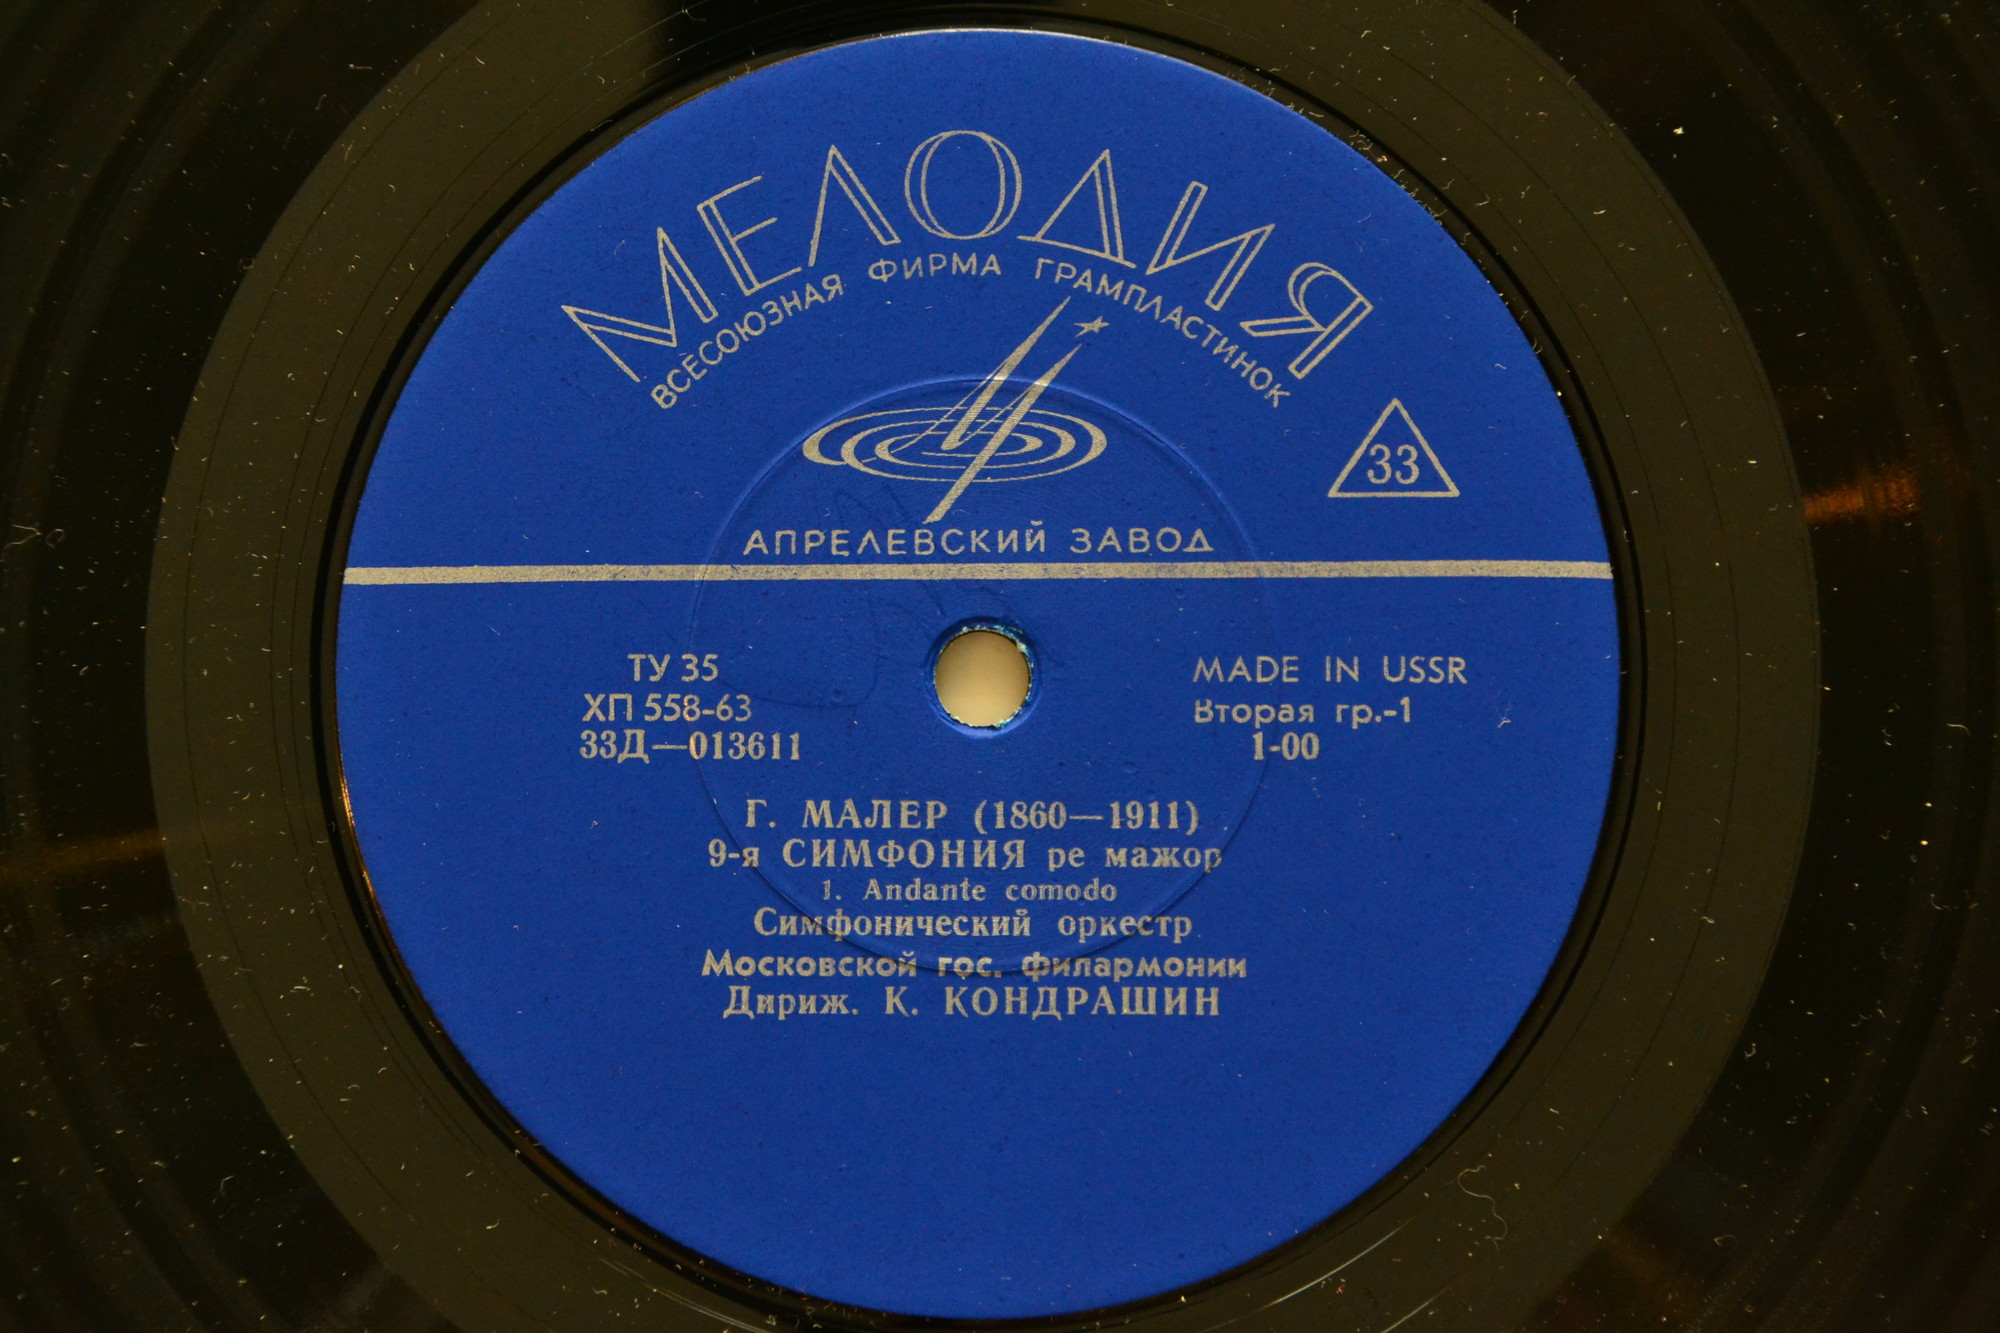 МЕЛОДИЯ
ВСЕСОЮЗНАЯ ФИРМА ГРАМПЛАСТИНОК
33
АПРЕЛЕВСКИЙ ЗАВОД
ТУ 35
ХП 558-63
33Д—013611
MADE IN USSR
Вторая гр.-1
1-00
Г. МАЛЕР (1860—1911)
9-я СИМФОНИЯ ре мажор
1. Andante comodo
Симфонический оркестр
Московской гос. филармонии
Дириж. К. КОНДРАШИН